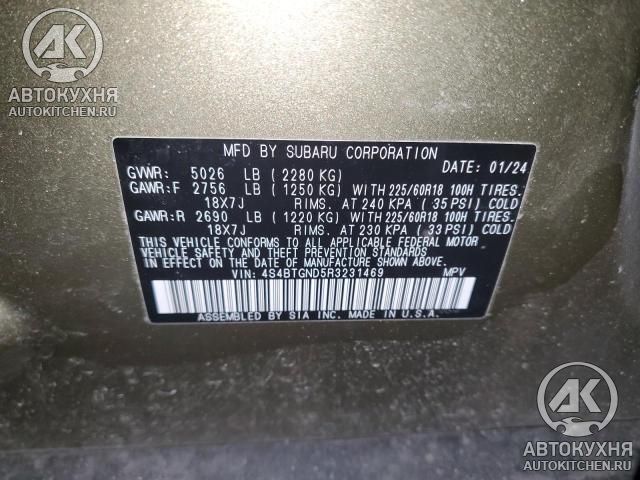 АВТОКУХНЯ
AUTOKITCHEN.RU
MFD BY SUBARU CORPORATION
GVWR: 5026 LB (2280 KG) DATE: 01/24
GAWR:F 2756 LB (1250 KG) WITH 225/60R18 100H TIRES.
18X7J RIMS. AT 240 KPA (35 PSI) COLD
GAWR:R 2690 LB (1220 KG) WITH 225/60R18 100H TIRES.
18X7J RIMS. AT 230 KPA (33 PSI) COLD
THIS VEHICLE CONFORMS TO ALL APPLICABLE FEDERAL MOTOR
VEHICLE SAFETY AND THEFT PREVENTION STANDARDS
IN EFFECT ON THE DATE OF MANUFACTURE SHOWN ABOVE.
VIN: 4S4BTGND5R3231469 MPV
ASSEMBLED BY SIA INC. MADE IN U.S.A.
АВТОКУХНЯ
AUTOKITCHEN.RU